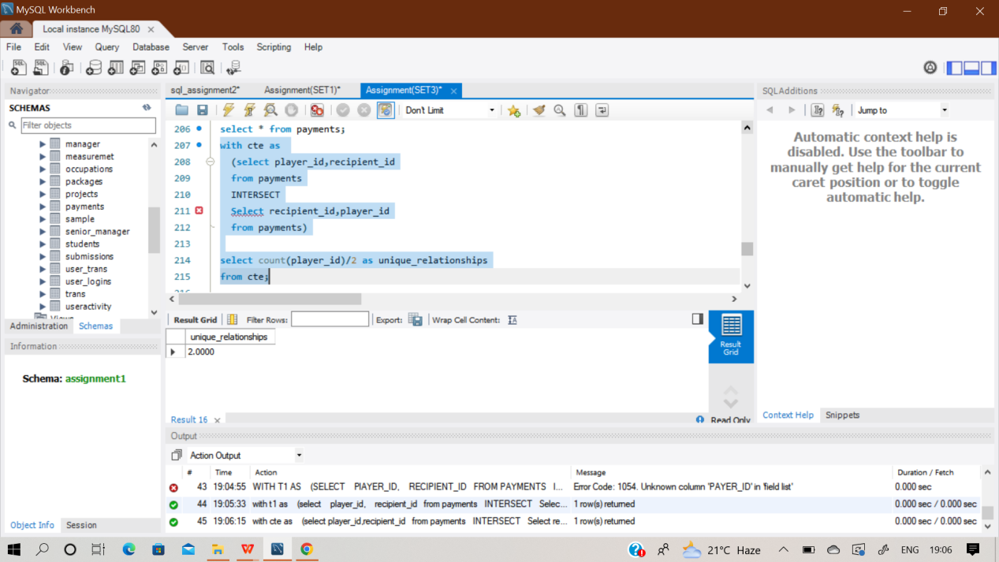 MySQL Workbench
Local instance MySQL80
File Edit View Query Database Server Tools Scripting Help
Navigator
SCHEMAS
Filter objects
manager
measuremet
occupations
packages
projects
payments
sample
senior_manager
students
submissions
user_trans
user_logins
trans
useractivity
Administration Schemas
Information
Schema: assignment1
Object Info Session
sql_assignment2* Assignment(SET1)* Assignment(SET3)*
Don't Limit
206 select * from payments;
207 with cte as
208 (select player_id,recipient_id
209 from payments
210 INTERSECT
211 Select recipient_id,player_id
212 from payments)
213
214 select count(player_id)/2 as unique_relationships
215 from cte;
216
Result Grid Filter Rows: Export: Wrap Cell Content:
unique_relationships
2.0000
Result Grid
Result 16
Read Only
SQLAdditions
Jump to
Automatic context help is
disabled. Use the toolbar to
manually get help for the current
caret position or to toggle
automatic help.
Context Help Snippets
Output
Action Output
# Time Action Message Duration / Fetch
43 19:04:55 WITH T1 AS (SELECT PlAYER_ID, RECIPIENT_ID FROM PAYMENTS I... Error Code: 1054. Unknown column 'PAYER_ID' in 'field list' 0.000 sec
44 19:05:33 with t1 as (select player_id, recipient_id from payments INTERSECT Selec... 1 row(s) returned 0.000 sec / 0.000 sec
45 19:06:15 with cte as (select player_id,recipient_id from payments INTERSECT Select re... 1 row(s) returned 0.000 sec / 0.000 sec
21°C Haze ENG 19:06